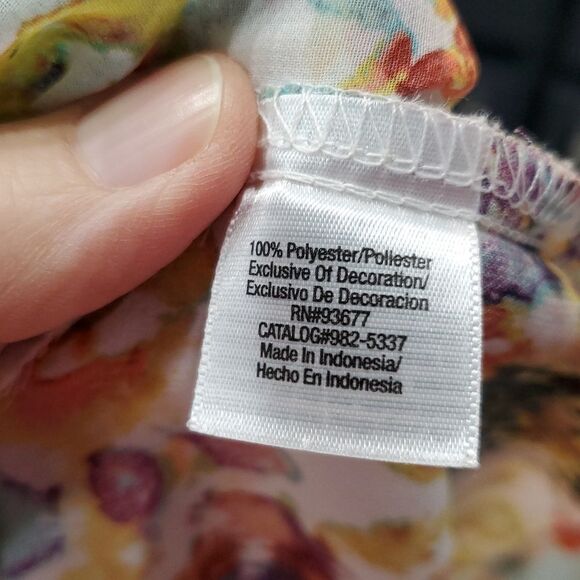 100% Polyester/Poliester
Exclusive Of Decoration/
Exclusivo De Decoracion
RN#93677
CATALOG#982-5337
Made In Indonesia/
Hecho En Indonesia